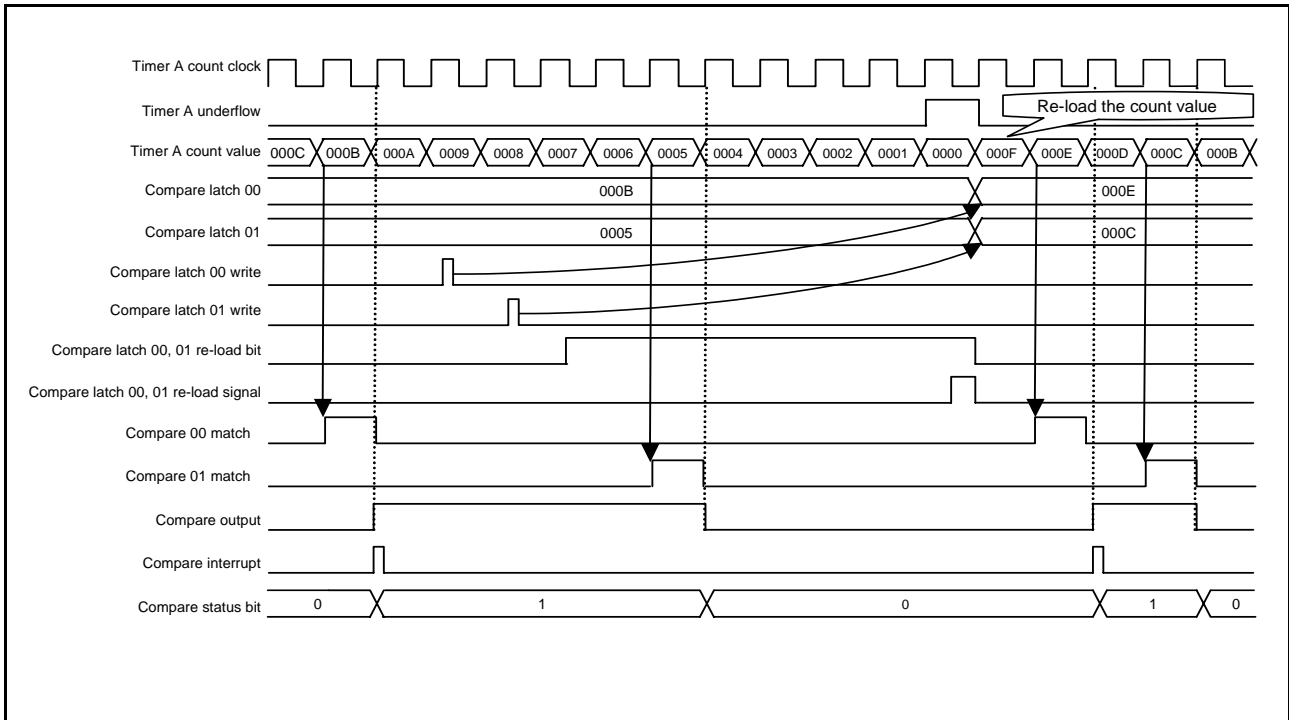 Timer A count clock
Timer A underflow
Re-load the count value
Timer A count value 000C 000B 000A 0009 0008 0007 0006 0005 0004 0003 0002 0001 0000 000F 000E 000D 000C 000B
Compare latch 00 000B 000E
Compare latch 01 0005 000C
Compare latch 00 write
Compare latch 01 write
Compare latch 00, 01 re-load bit
Compare latch 00, 01 re-load signal
Compare 00 match
Compare 01 match
Compare output
Compare interrupt
Compare status bit 0 1 0 1 0